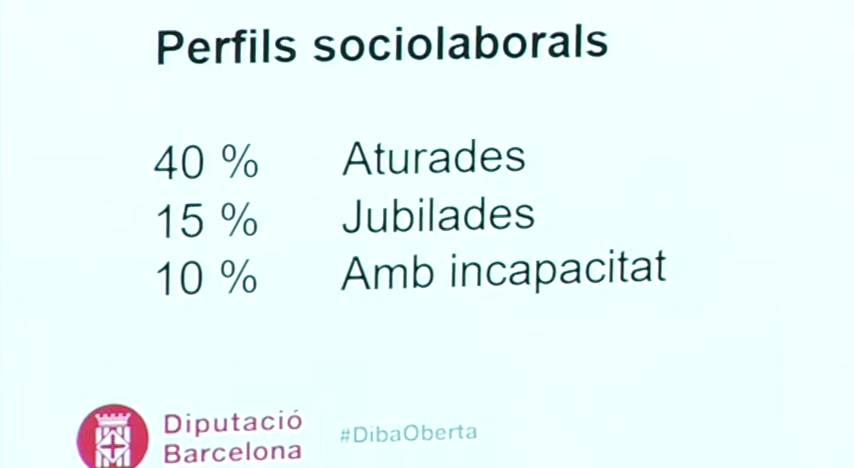 Perfils sociolaborals
40 % Aturades
15 % Jubilades
10 % Amb incapacitat
Diputació
Barcelona
#DibaOberta